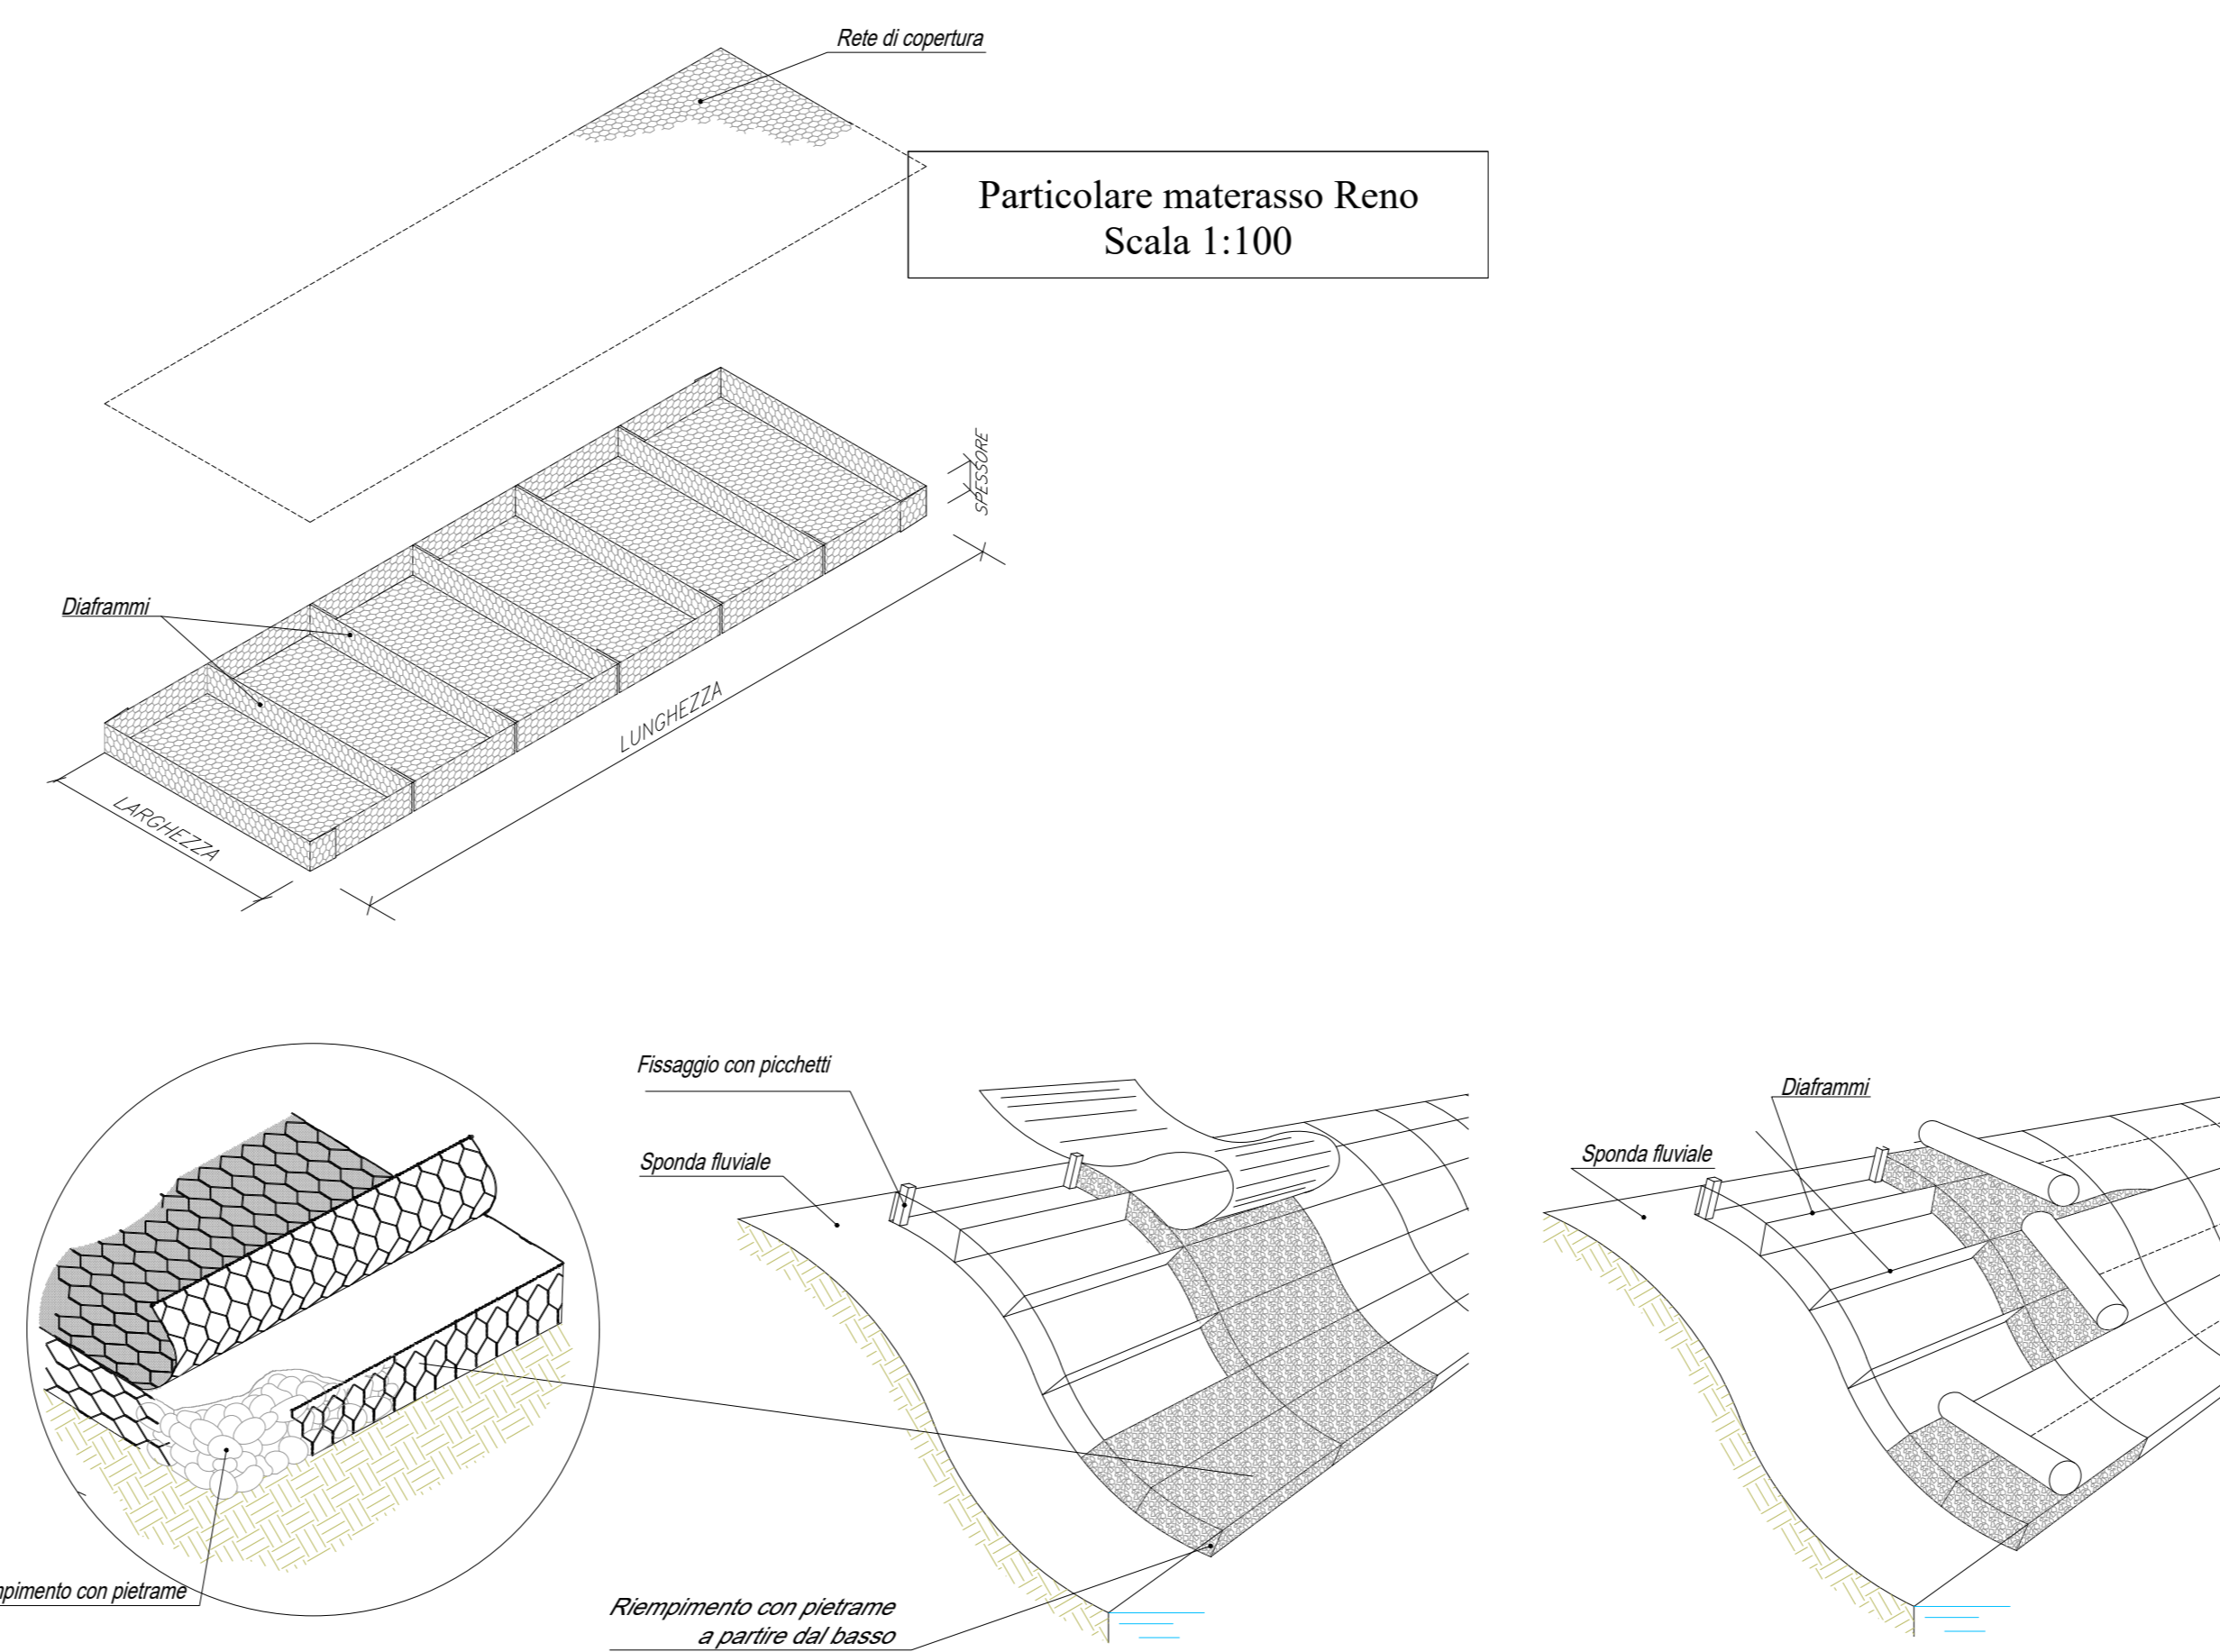 Rete di copertura
Particolare materasso Reno
Scala 1:100
SPESSORE
Diaframmi
LUNGHEZZA
LARGHEZZA
Fissaggio con picchetti
Sponda fluviale
Diaframmi
Sponda fluviale
con pietrame
Riempimento con pietrame
a partire dal basso